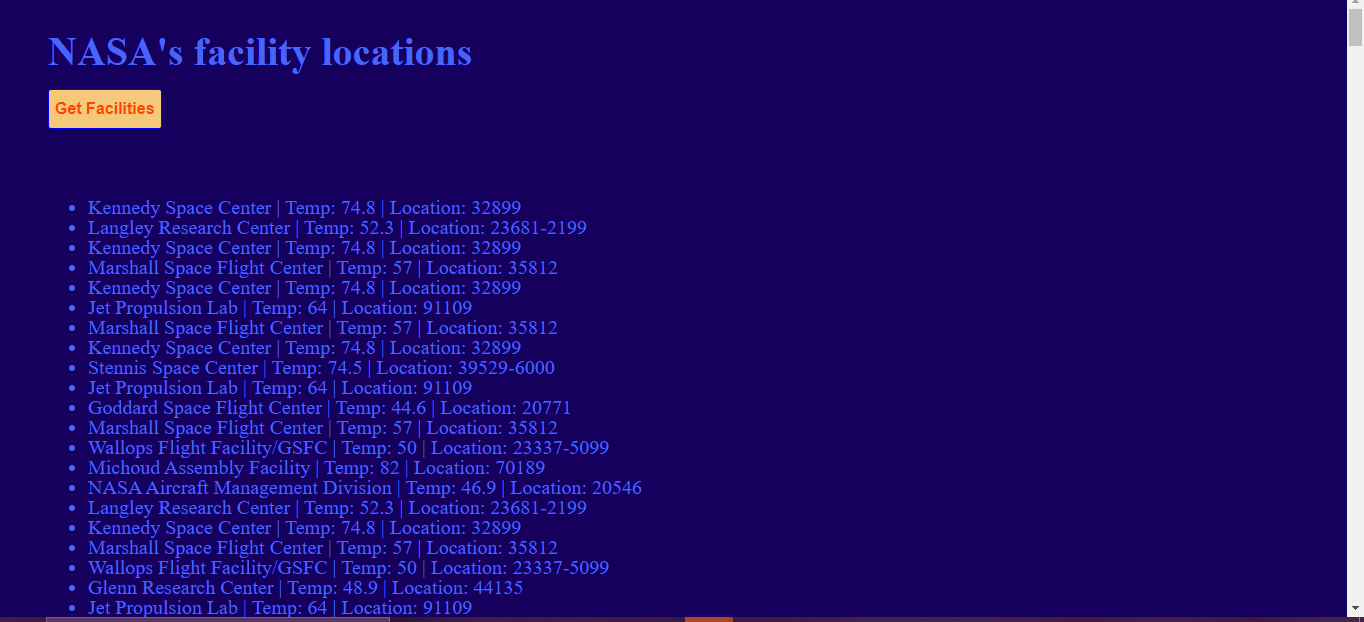 NASA's facility locations
Get Facilities
Kennedy Space Center | Temp: 74.8 | Location: 32899
Langley Research Center | Temp: 52.3 | Location: 23681-2199
Kennedy Space Center | Temp: 74.8 | Location: 32899
Marshall Space Flight Center | Temp: 57 | Location: 35812
Kennedy Space Center | Temp: 74.8 | Location: 32899
Jet Propulsion Lab | Temp: 64 | Location: 91109
Marshall Space Flight Center | Temp: 57 | Location: 35812
Kennedy Space Center | Temp: 74.8 | Location: 32899
Stennis Space Center | Temp: 74.5 | Location: 39529-6000
Jet Propulsion Lab | Temp: 64 | Location: 91109
Goddard Space Flight Center | Temp: 44.6 | Location: 20771
Marshall Space Flight Center | Temp: 57 | Location: 35812
Wallops Flight Facility/GSFC | Temp: 50 | Location: 23337-5099
Michoud Assembly Facility | Temp: 82 | Location: 70189
NASA Aircraft Management Division | Temp: 46.9 | Location: 20546
Langley Research Center | Temp: 52.3 | Location: 23681-2199
Kennedy Space Center | Temp: 74.8 | Location: 32899
Marshall Space Flight Center | Temp: 57 | Location: 35812
Wallops Flight Facility/GSFC | Temp: 50 | Location: 23337-5099
Glenn Research Center | Temp: 48.9 | Location: 44135
Jet Propulsion Lab | Temp: 64 | Location: 91109